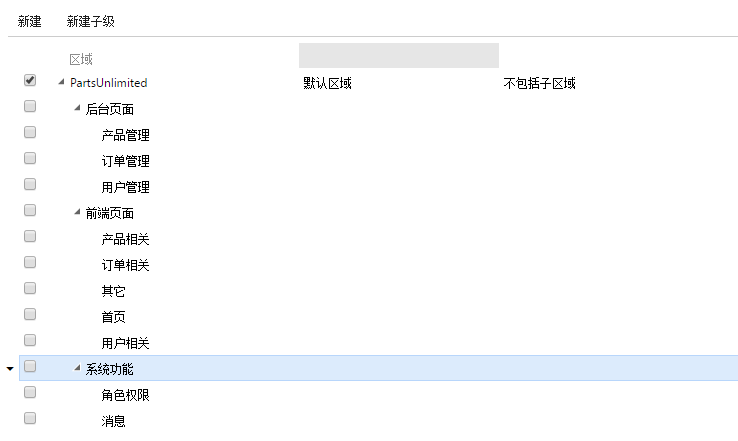 新建 新建子级
区域
PartsUnlimited 默认区域 不包括子区域
后台页面
产品管理
订单管理
用户管理
前端页面
产品相关
订单相关
其它
首页
用户相关
系统功能
角色权限
消息